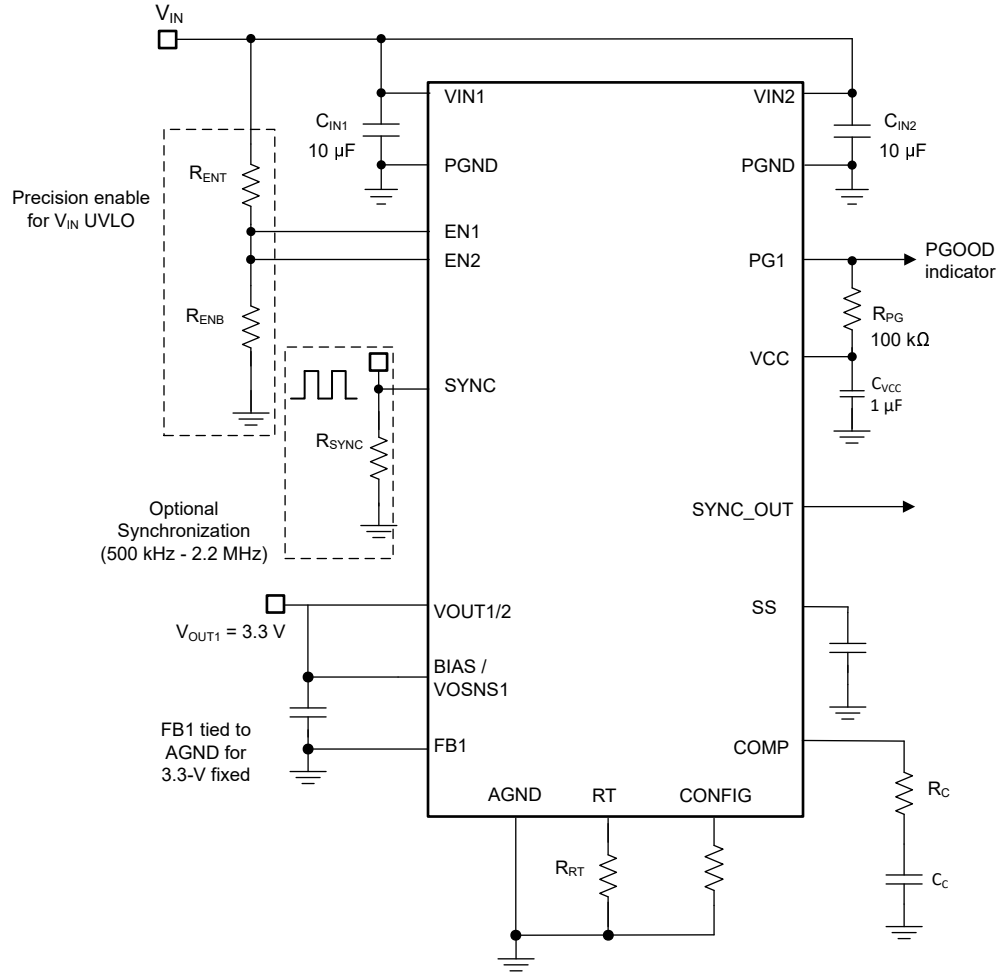 VIN
VIN1
VIN2
CIN1
10 µF
CIN2
10 µF
PGND
PGND
RENT
Precision enable
for VIN UVLO
EN1
EN2
PG1
PGOOD
indicator
RENB
RPG
100 kΩ
VCC
SYNC
CVCC
1 µF
RSYNC
Optional
Synchronization
(500 kHz - 2.2 MHz)
SYNC_OUT
VOUT1/2
SS
VOUT1 = 3.3 V
BIAS /
VOSNS1
FB1 tied to
AGND for
3.3-V fixed
FB1
COMP
AGND
RT
CONFIG
RC
RRT
CC